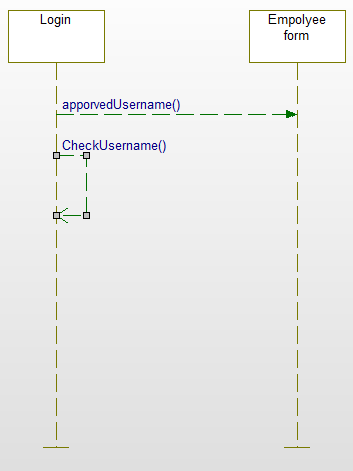 Login
Empolyee
form
apporvedUsername()
CheckUsername()